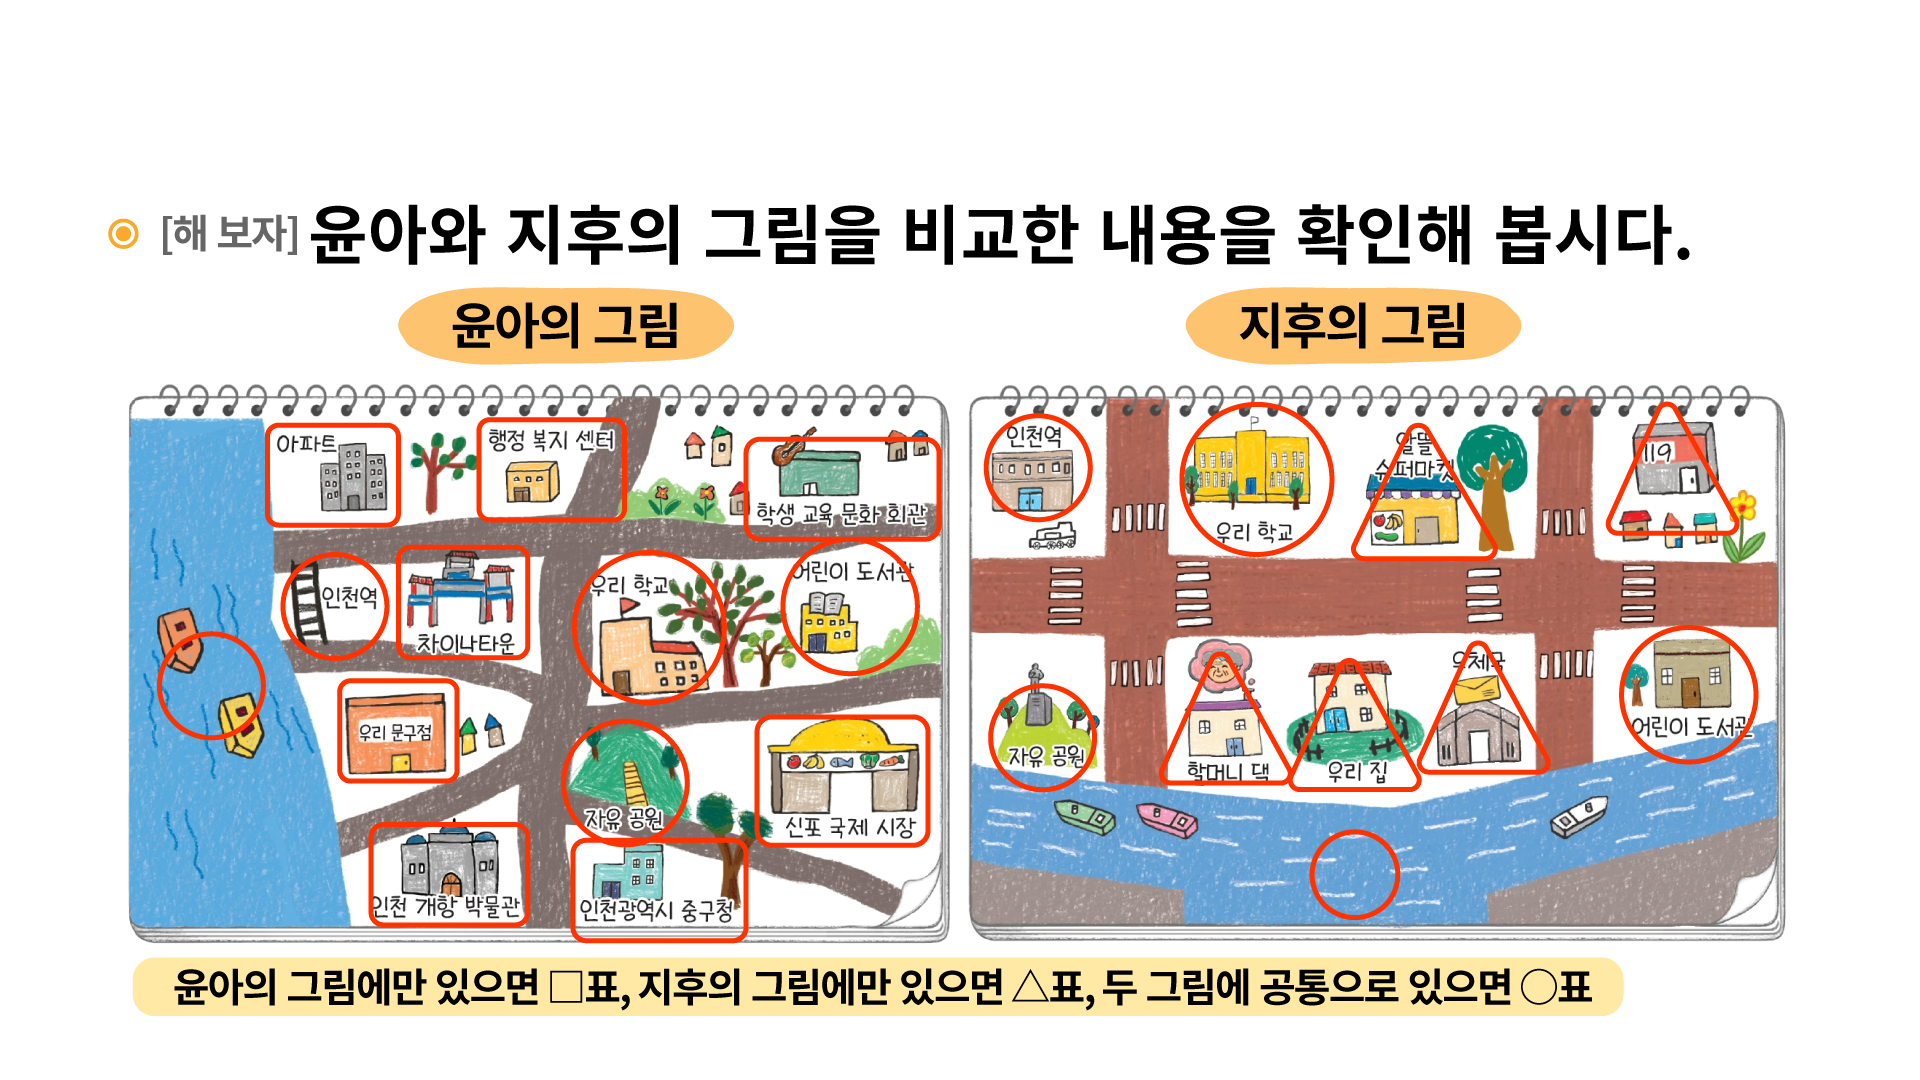 [해 보자] 윤아와 지후의 그림을 비교한 내용을 확인해 봅시다.
윤아의 그림
지후의 그림
아파트
행정 복지 센터
학생 교육 문화 회관
인천역
차이나타운
우리 학교
어린이 도서관
우리 문구점
자유 공원
신포 국제 시장
인천 개항 박물관
인천광역시 중구청
인천역
우리 학교
알뜰
슈퍼마켓
119
자유 공원
할머니 댁
우리 집
우체국
어린이 도서관
윤아의 그림에만 있으면 □표, 지후의 그림에만 있으면 △표, 두 그림에 공통으로 있으면 ○표